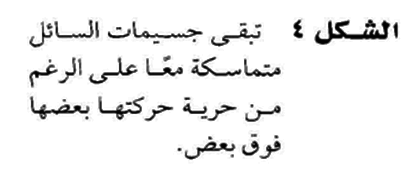 الشكل ٤ تبقى جسيمات السائل
متماسكة معًا على الرغم
من حرية حركتها بعضها
فوق بعض.